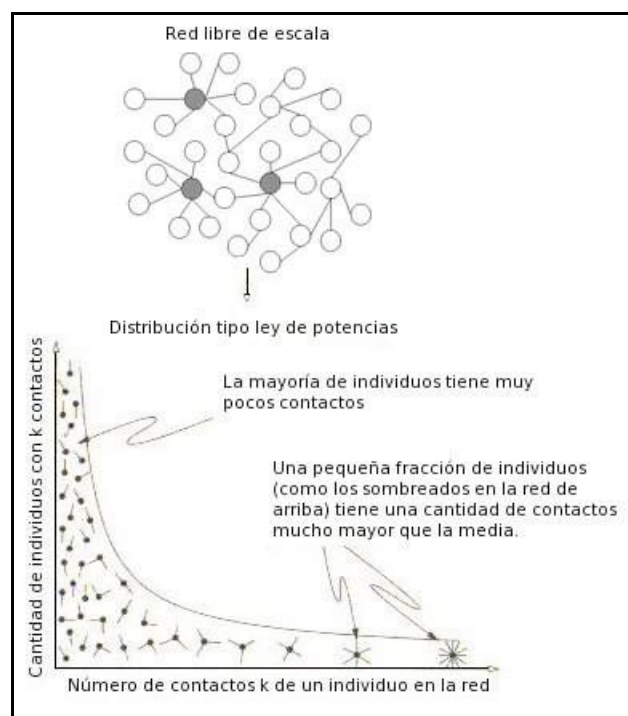 Red libre de escala
Distribución tipo ley de potencias
La mayoría de individuos tiene muy
pocos contactos
Una pequeña fracción de individuos
(como los sombreados en la red de
arriba) tiene una cantidad de contactos
mucho mayor que la media.
Cantidad de individuos con k contactos
Número de contactos k de un individuo en la red